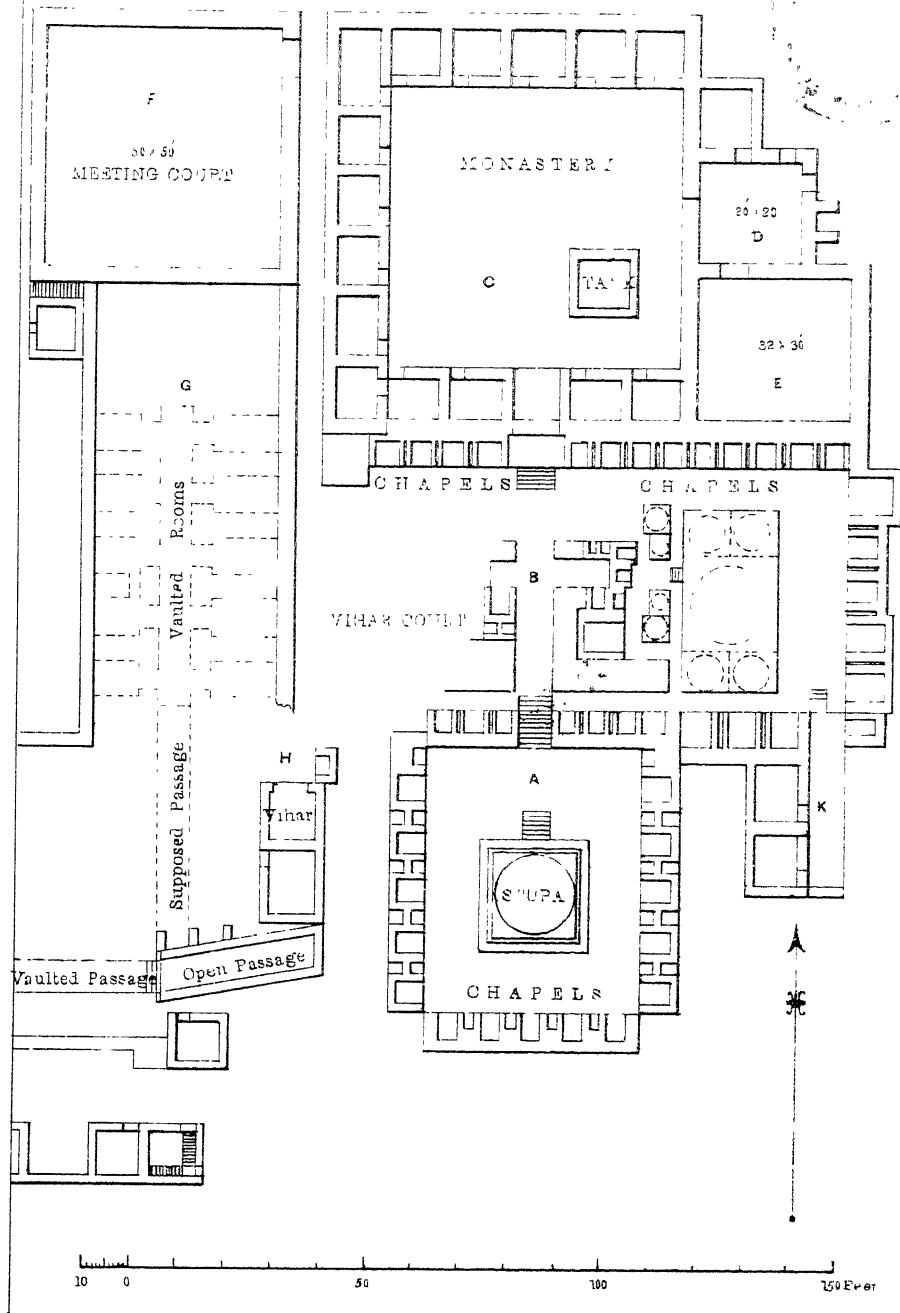 F
50 × 50
MEETING COURT
MONASTERY
C
TANK
20 × 20
D
32 × 30
E
G
CHAPELS
CHAPELS
Vaulted Rooms
B
VIHAR COURT
H
A
K
Vihar
Supposed Passage
STUPA
Vaulted Passage
Open Passage
CHAPELS
10 0 50 100 150 FEET